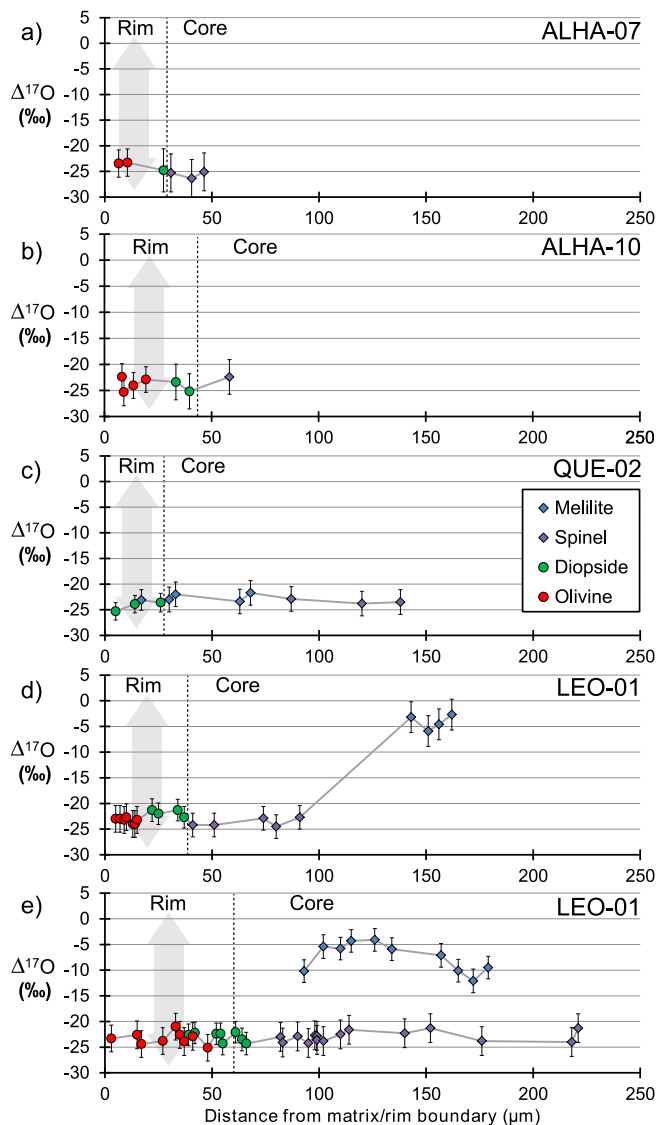 a) Rim Core ALHA-07
Δ¹⁷O
(‰)
5
0
-5
-10
-15
-20
-25
-30
0 50 100 150 200 250
b) Rim Core ALHA-10
Δ¹⁷O
(‰)
5
0
-5
-10
-15
-20
-25
-30
0 50 100 150 200 250
c) Rim Core QUE-02
Δ¹⁷O
(‰)
5
0
-5
-10
-15
-20
-25
-30
Melilite
Spinel
Diopside
Olivine
0 50 100 150 200 250
d) Rim Core LEO-01
Δ¹⁷O
(‰)
5
0
-5
-10
-15
-20
-25
-30
0 50 100 150 200 250
e) Rim Core LEO-01
Δ¹⁷O
(‰)
5
0
-5
-10
-15
-20
-25
-30
0 50 100 150 200 250
Distance from matrix/rim boundary (µm)